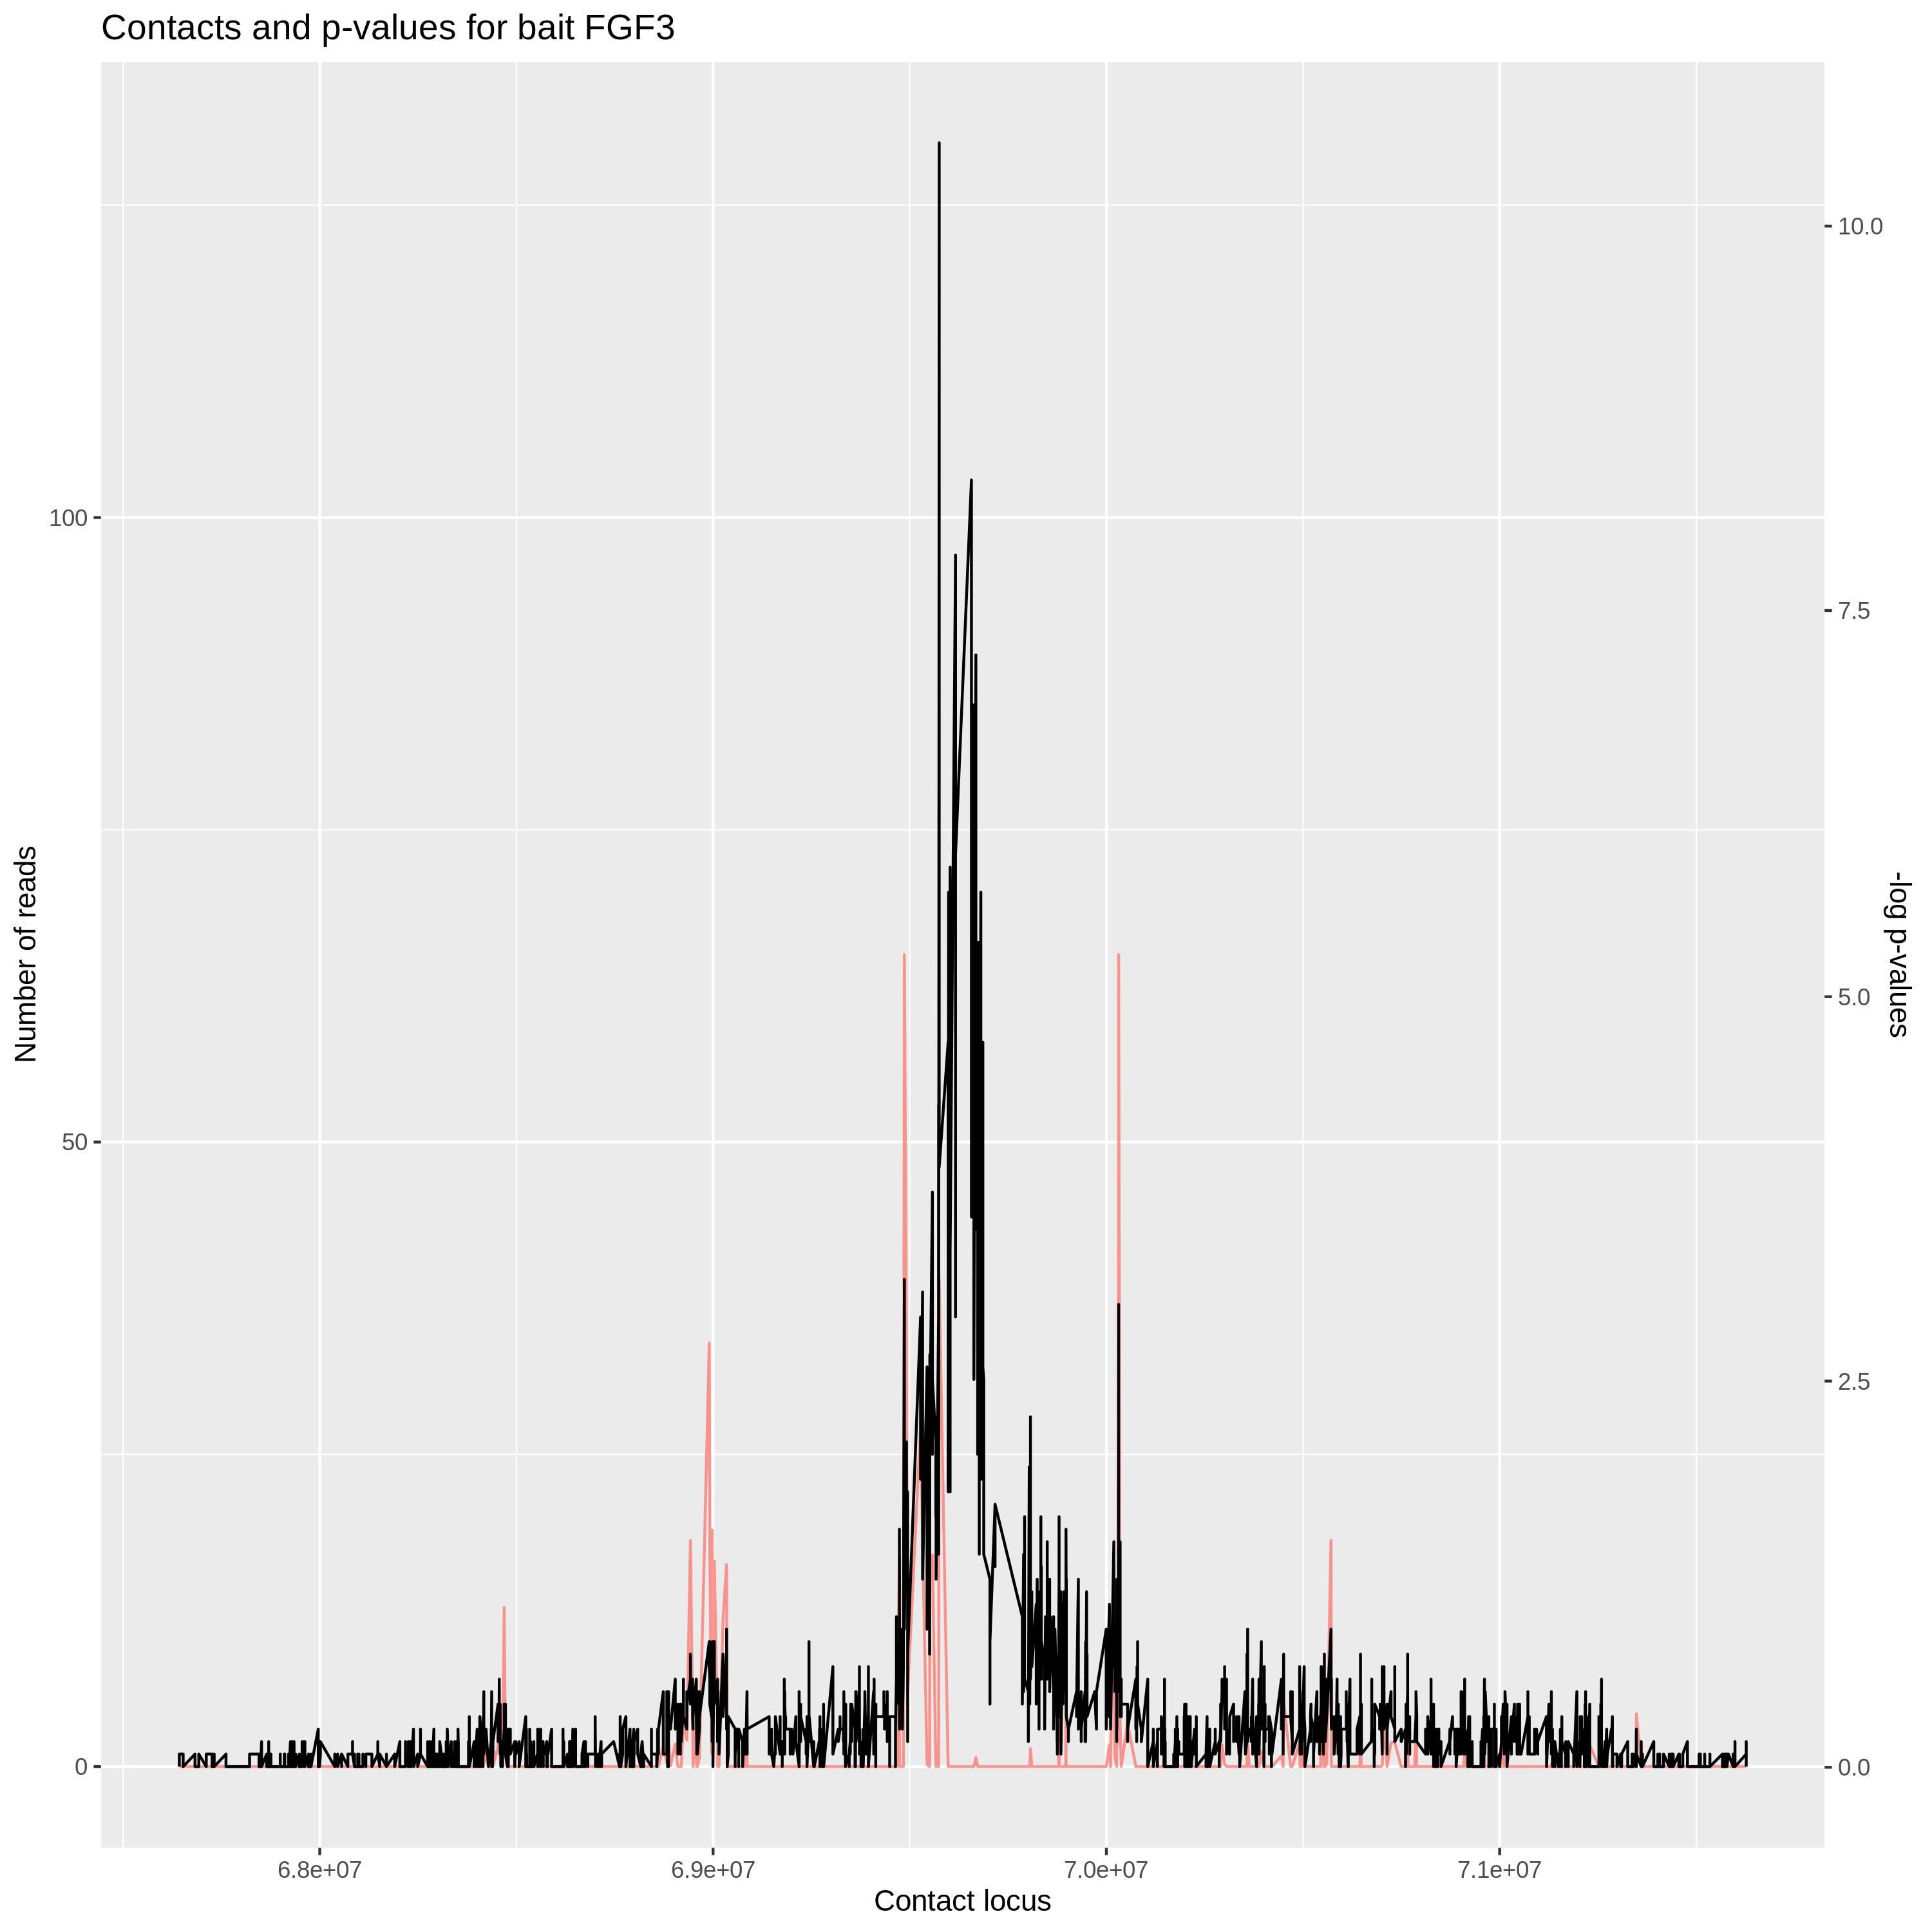 Contacts and p-values for bait FGF3
Number of reads
100
50
0
10.0
7.5
5.0
2.5
0.0
-log p-values
6.8e+07 6.9e+07 7.0e+07 7.1e+07
Contact locus